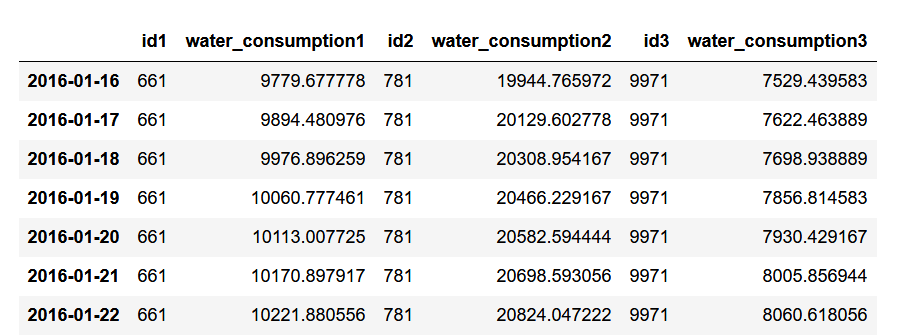 id1 water_consumption1 id2 water_consumption2 id3 water_consumption3
2016-01-16 661 9779.677778 781 19944.765972 9971 7529.439583
2016-01-17 661 9894.480976 781 20129.602778 9971 7622.463889
2016-01-18 661 9976.896259 781 20308.954167 9971 7698.938889
2016-01-19 661 10060.777461 781 20466.229167 9971 7856.814583
2016-01-20 661 10113.007725 781 20582.594444 9971 7930.429167
2016-01-21 661 10170.897917 781 20698.593056 9971 8005.856944
2016-01-22 661 10221.880556 781 20824.047222 9971 8060.618056